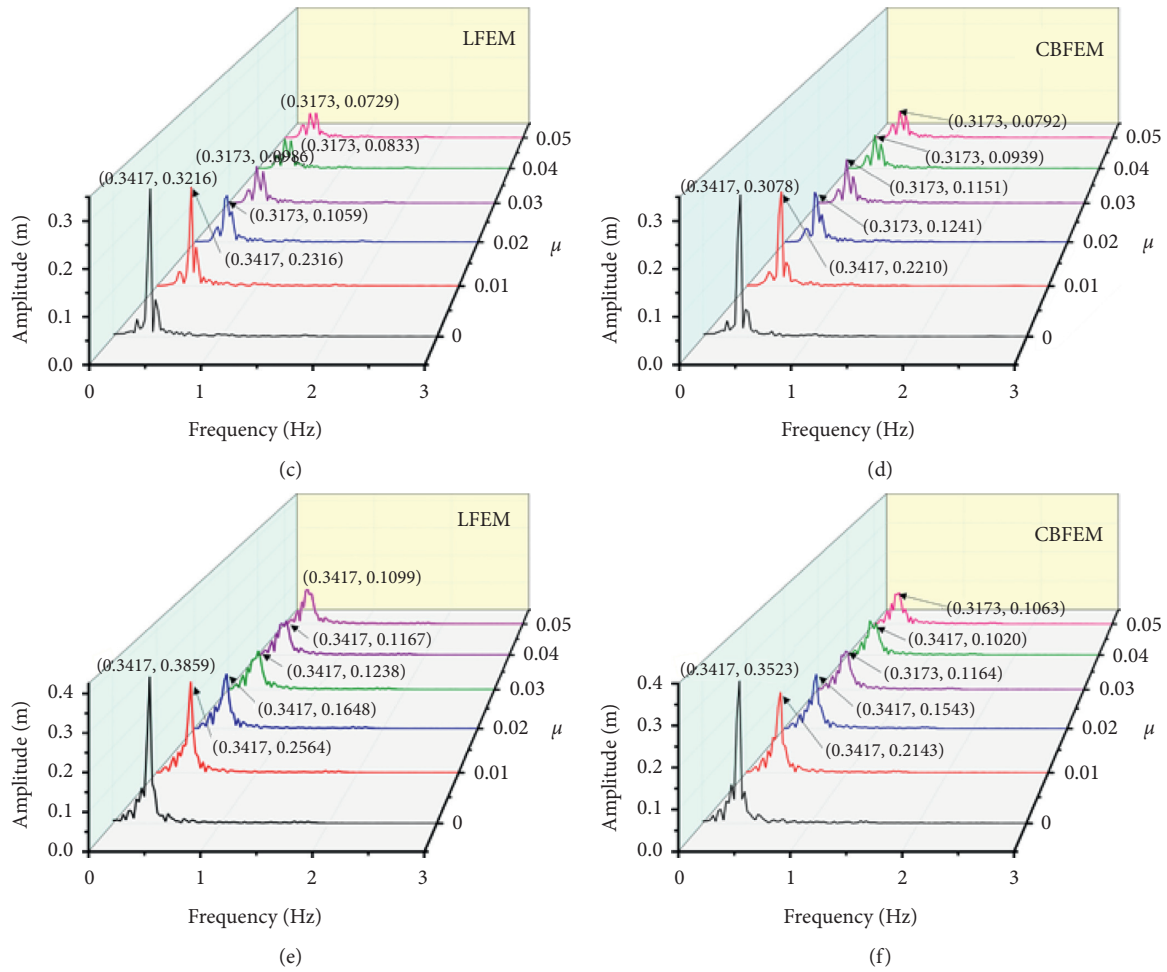 LFEM
(0.3173, 0.0729)
(0.3173, 0.0833)
(0.3173, 0.0986)
(0.3417, 0.3216)
(0.3173, 0.1059)
(0.3417, 0.2316)
0.3
0.2
0.1
0.0
Amplitude (m)
0 1 2 3
Frequency (Hz)
0.05
0.04
0.03
0.02
0.01
0
μ
(c)
CBFEM
(0.3173, 0.0792)
(0.3173, 0.0939)
(0.3173, 0.1151)
(0.3417, 0.3078)
(0.3173, 0.1241)
(0.3417, 0.2210)
0.3
0.2
0.1
0.0
Amplitude (m)
0 1 2 3
Frequency (Hz)
0.05
0.04
0.03
0.02
0.01
0
μ
(d)
LFEM
(0.3417, 0.1099)
(0.3417, 0.1167)
(0.3417, 0.1238)
(0.3417, 0.3859)
(0.3417, 0.1648)
(0.3417, 0.2564)
0.4
0.3
0.2
0.1
0.0
Amplitude (m)
0 1 2 3
Frequency (Hz)
0.05
0.04
0.03
0.02
0.01
0
μ
(e)
CBFEM
(0.3173, 0.1063)
(0.3417, 0.1020)
(0.3173, 0.1164)
(0.3417, 0.3523)
(0.3417, 0.1543)
(0.3417, 0.2143)
0.4
0.3
0.2
0.1
0.0
Amplitude (m)
0 1 2 3
Frequency (Hz)
0.05
0.04
0.03
0.02
0.01
0
μ
(f)